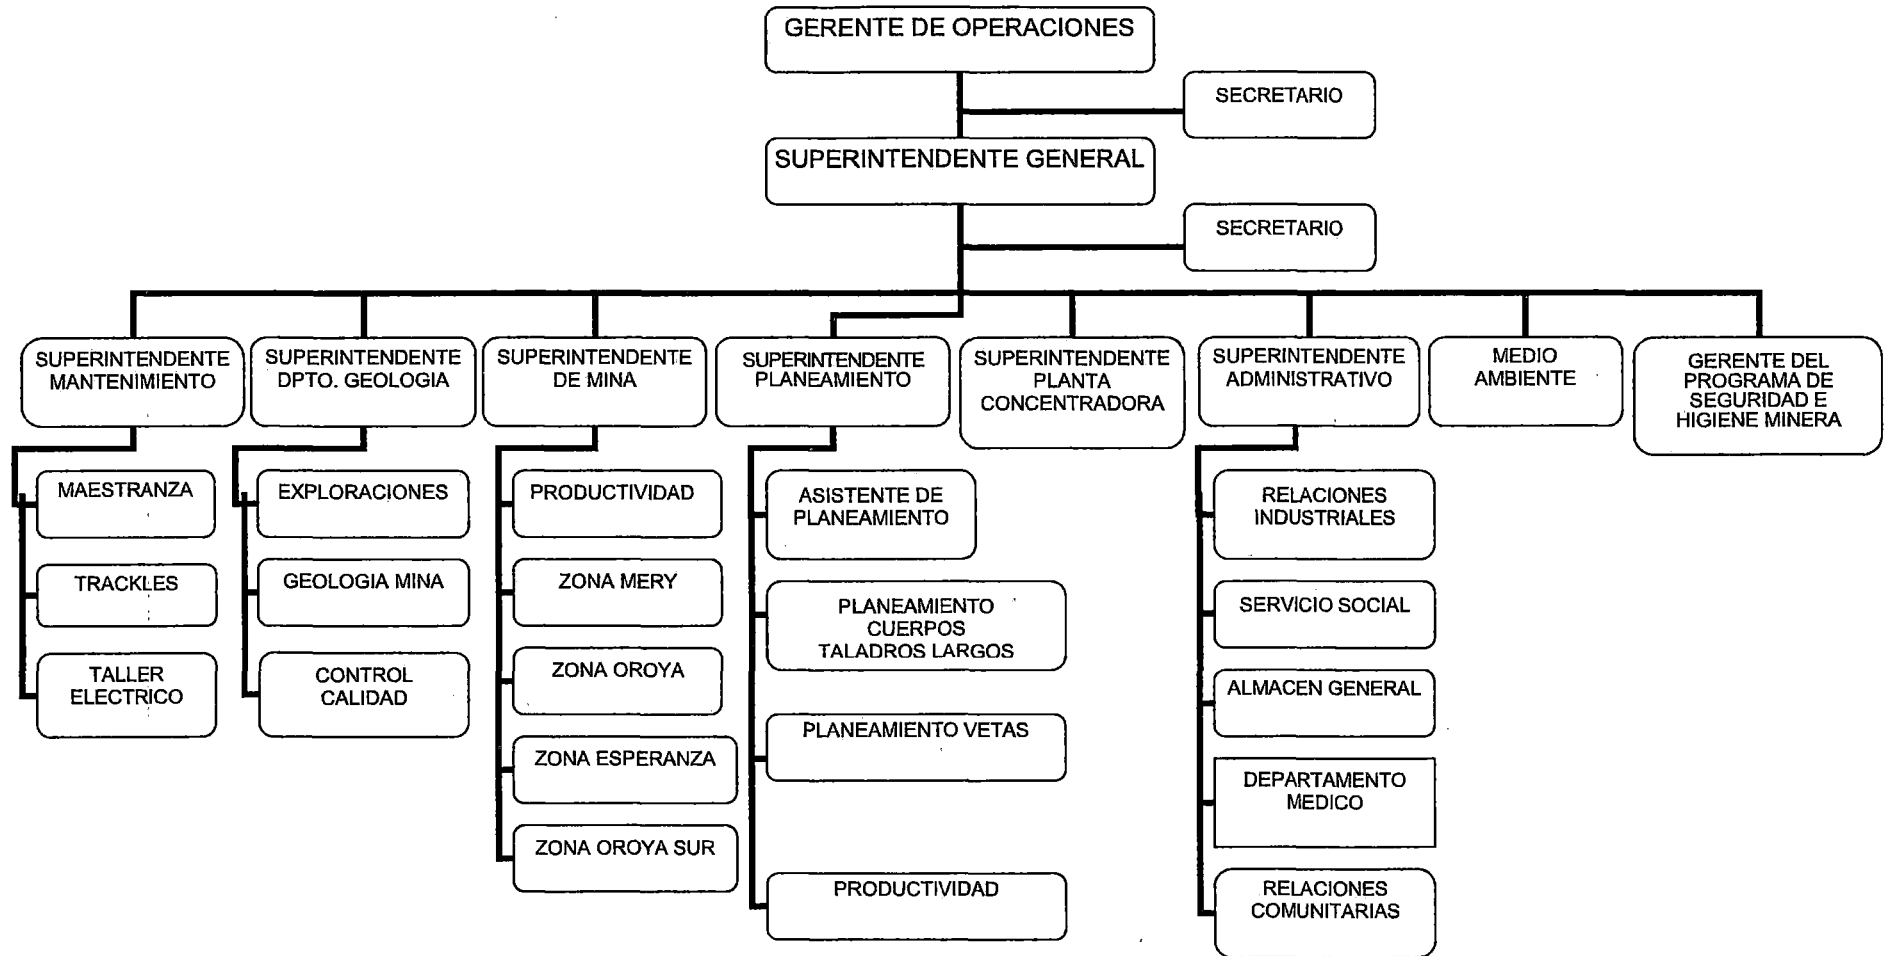 GERENTE DE OPERACIONES
SECRETARIO
SUPERINTENDENTE GENERAL
SECRETARIO
SUPERINTENDENTE
MANTENIMIENTO
SUPERINTENDENTE
DPTO. GEOLOGIA
SUPERINTENDENTE
DE MINA
SUPERINTENDENTE
PLANEAMIENTO
SUPERINTENDENTE
PLANTA
CONCENTRADORA
SUPERINTENDENTE
ADMINISTRATIVO
MEDIO
AMBIENTE
GERENTE DEL
PROGRAMA DE
SEGURIDAD E
HIGIENE MINERA
MAESTRANZA
TRACKLES
TALLER
ELECTRICO
EXPLORACIONES
GEOLOGIA MINA
CONTROL
CALIDAD
PRODUCTIVIDAD
ZONA MERY
ZONA OROYA
ZONA ESPERANZA
ZONA OROYA SUR
ASISTENTE DE
PLANEAMIENTO
PLANEAMIENTO
CUERPOS
TALADROS LARGOS
PLANEAMIENTO VETAS
PRODUCTIVIDAD
RELACIONES
INDUSTRIALES
SERVICIO SOCIAL
ALMACEN GENERAL
DEPARTAMENTO
MEDICO
RELACIONES
COMUNITARIAS